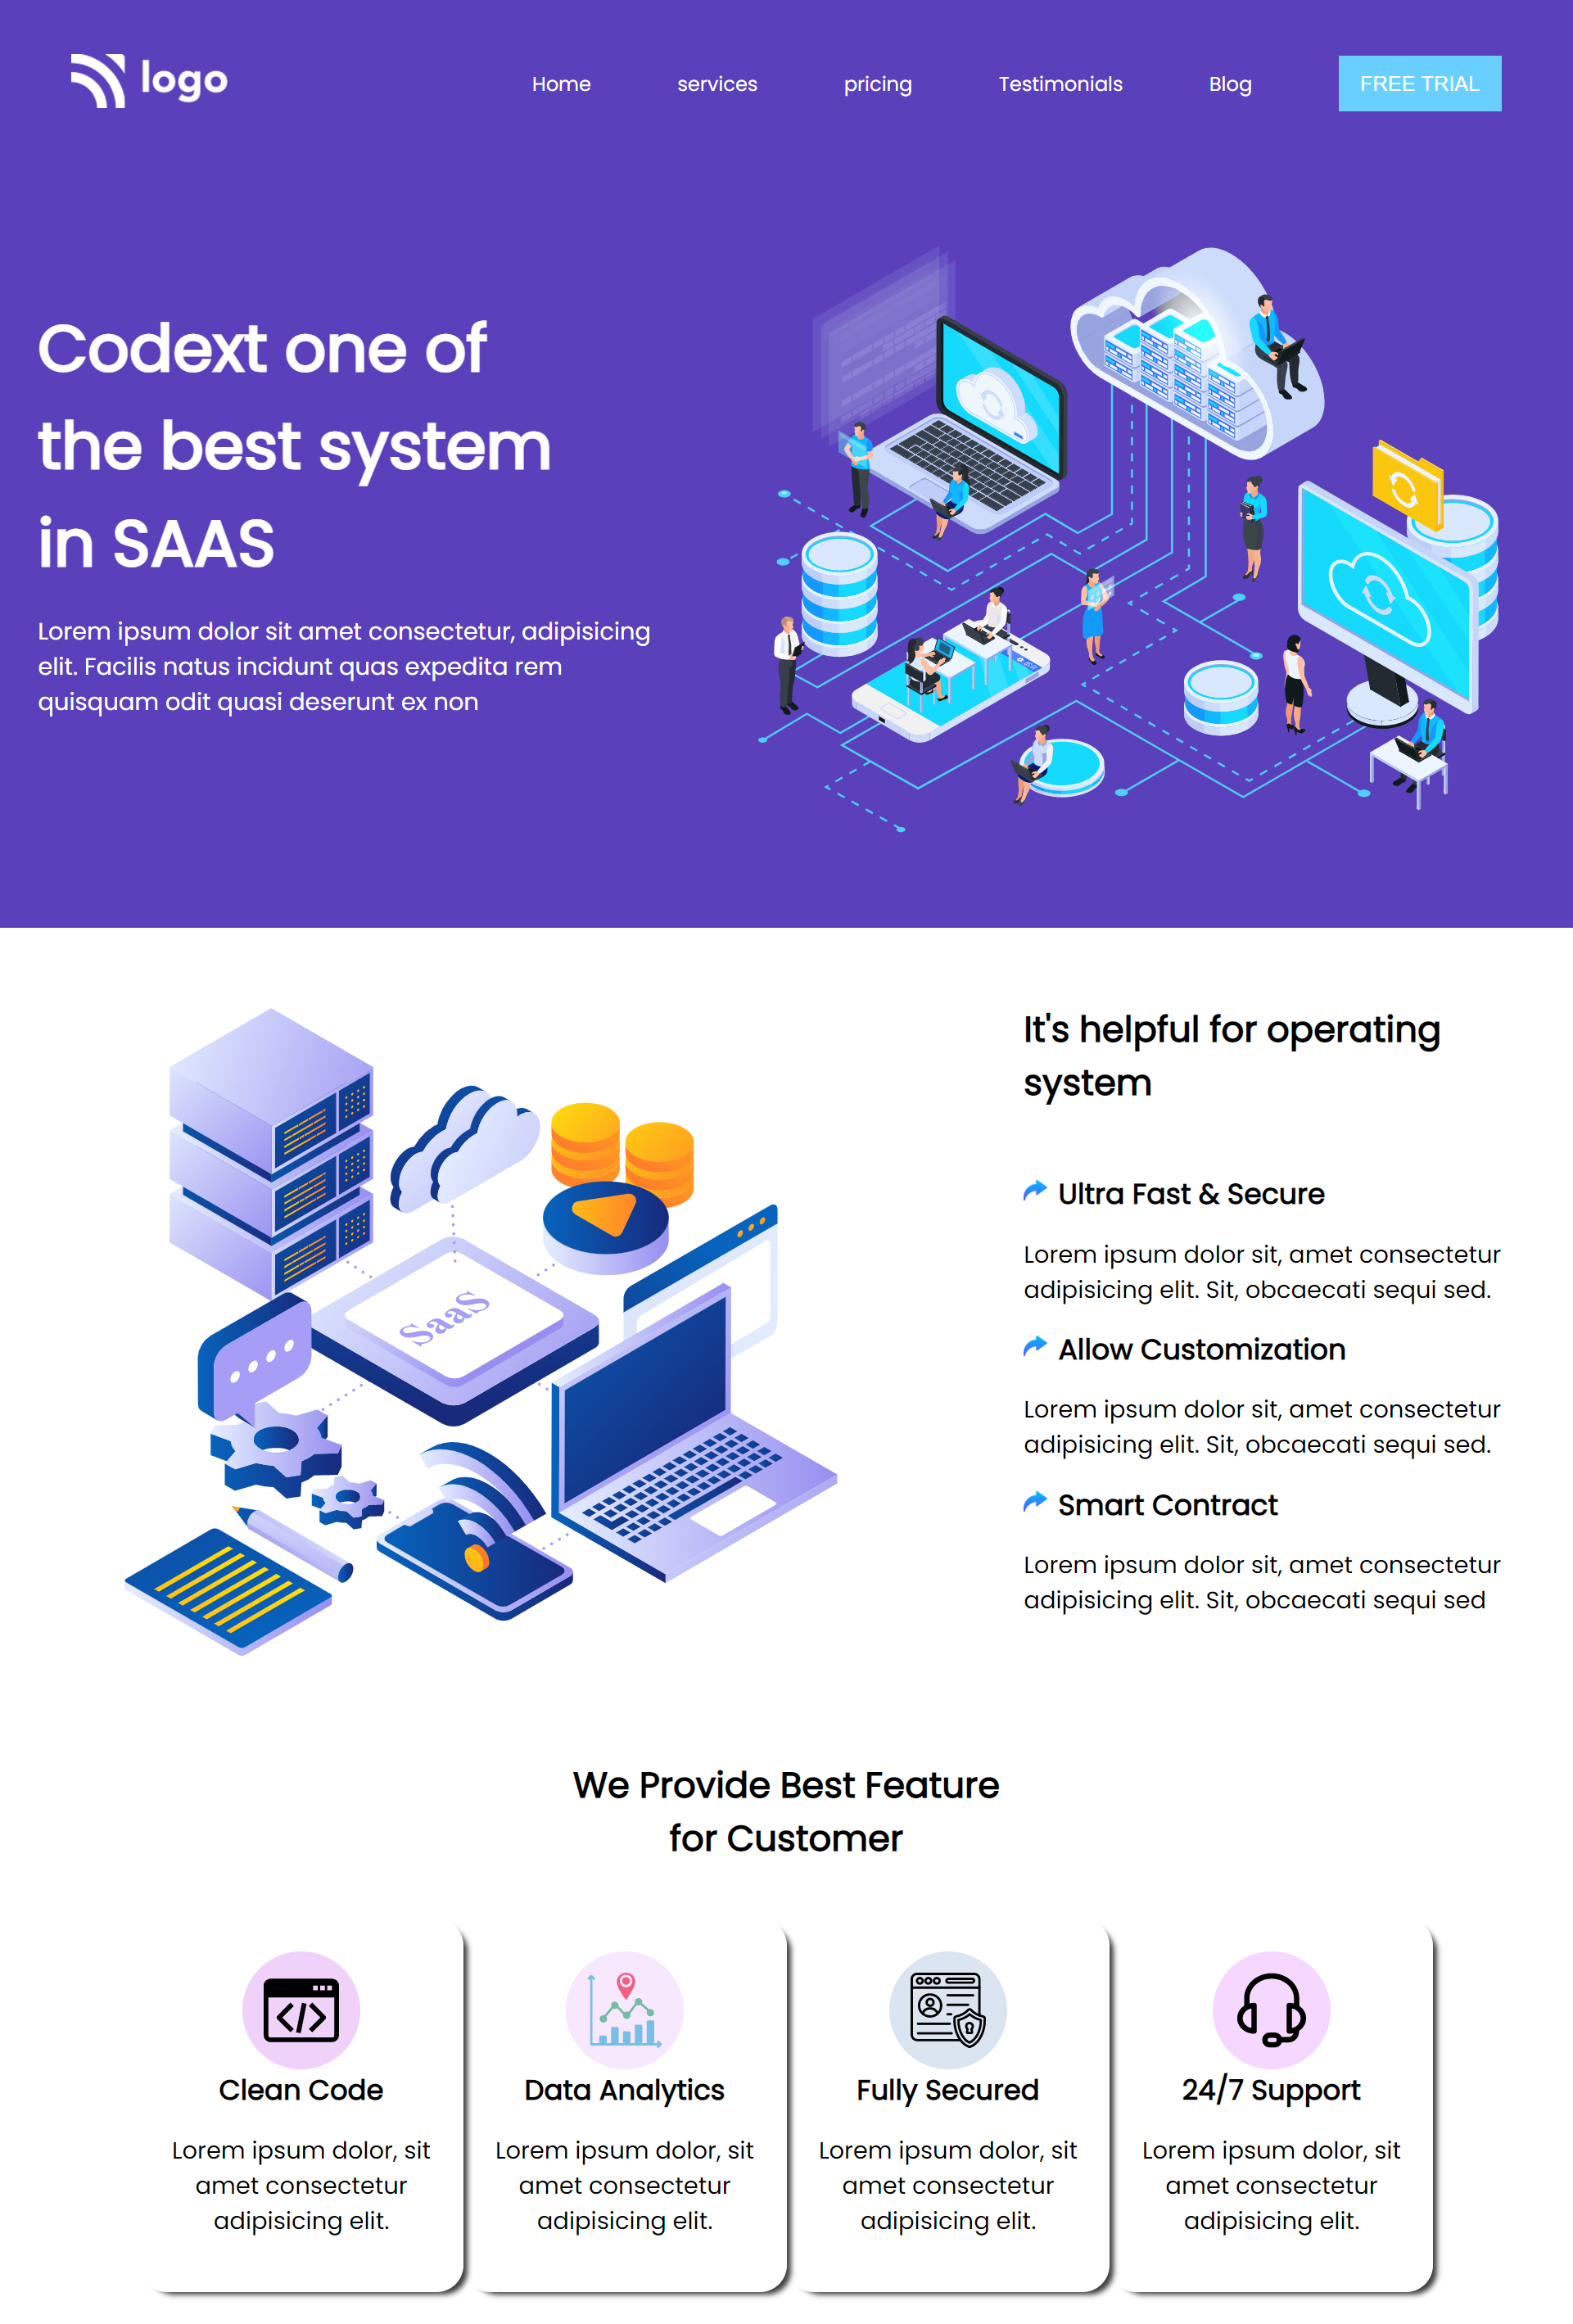 logo
Home services pricing Testimonials Blog FREE TRIAL
Codext one of
the best system
in SAAS
Lorem ipsum dolor sit amet consectetur, adipisicing
elit. Facilis natus incidunt quas expedita rem
quisquam odit quasi deserunt ex non
SaaS
It's helpful for operating
system
Ultra Fast & Secure
Lorem ipsum dolor sit, amet consectetur
adipisicing elit. Sit, obcaecati sequi sed.
Allow Customization
Lorem ipsum dolor sit, amet consectetur
adipisicing elit. Sit, obcaecati sequi sed.
Smart Contract
Lorem ipsum dolor sit, amet consectetur
adipisicing elit. Sit, obcaecati sequi sed
We Provide Best Feature
for Customer
Clean Code
Lorem ipsum dolor, sit
amet consectetur
adipisicing elit.
Data Analytics
Lorem ipsum dolor, sit
amet consectetur
adipisicing elit.
Fully Secured
Lorem ipsum dolor, sit
amet consectetur
adipisicing elit.
24/7 Support
Lorem ipsum dolor, sit
amet consectetur
adipisicing elit.